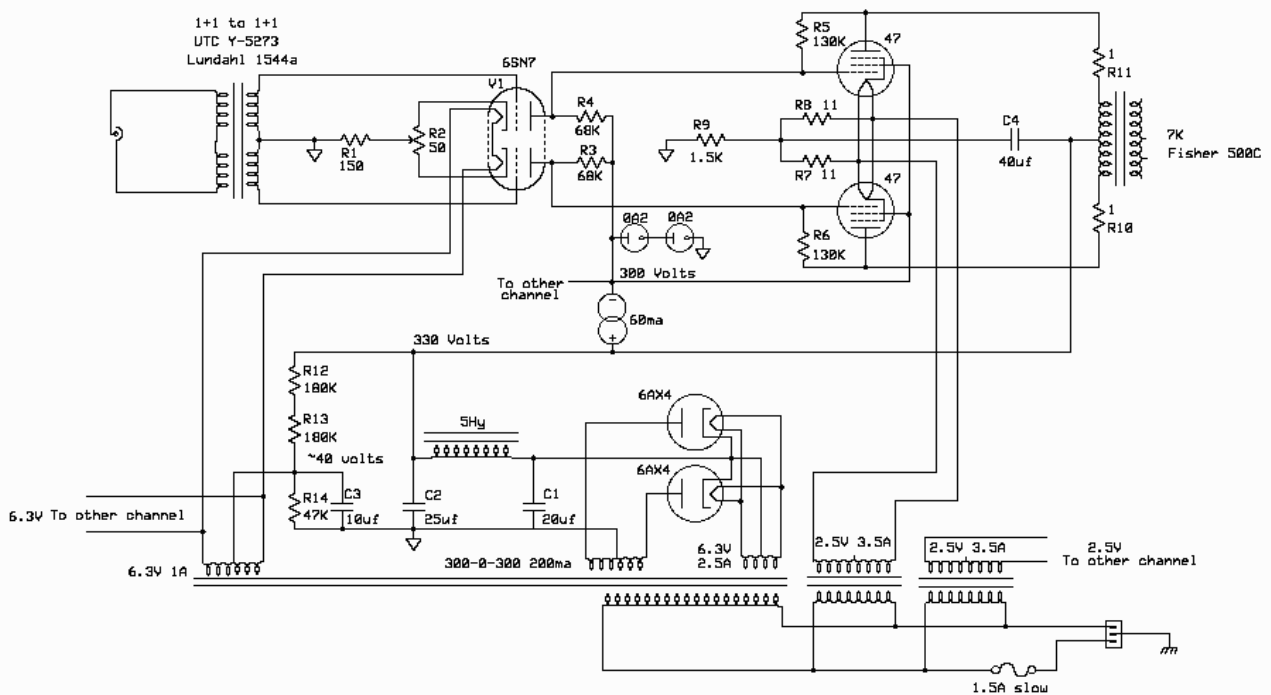 1+1 to 1+1
UTC Y-5273
Lundahl 1544a
6SN7
V1
R1
150
R2
50
R4
68K
R3
68K
0A2 0A2
R5
130K
47
R8 11
R9
1.5K
R7 11
47
R6
130K
C4
40uf
1
R11
1
R10
7K
Fisher 500C
300 Volts
To other
channel
-
+
60ma
330 Volts
R12
180K
R13
180K
~40 volts
R14
47K
C3
10uf
C2
25uf
5Hy
C1
20uf
6AX4
6AX4
6.3V To other channel
6.3V 1A
300-0-300 200ma
6.3V
2.5A
2.5V 3.5A
2.5V 3.5A
2.5V
To other channel
1.5A slow